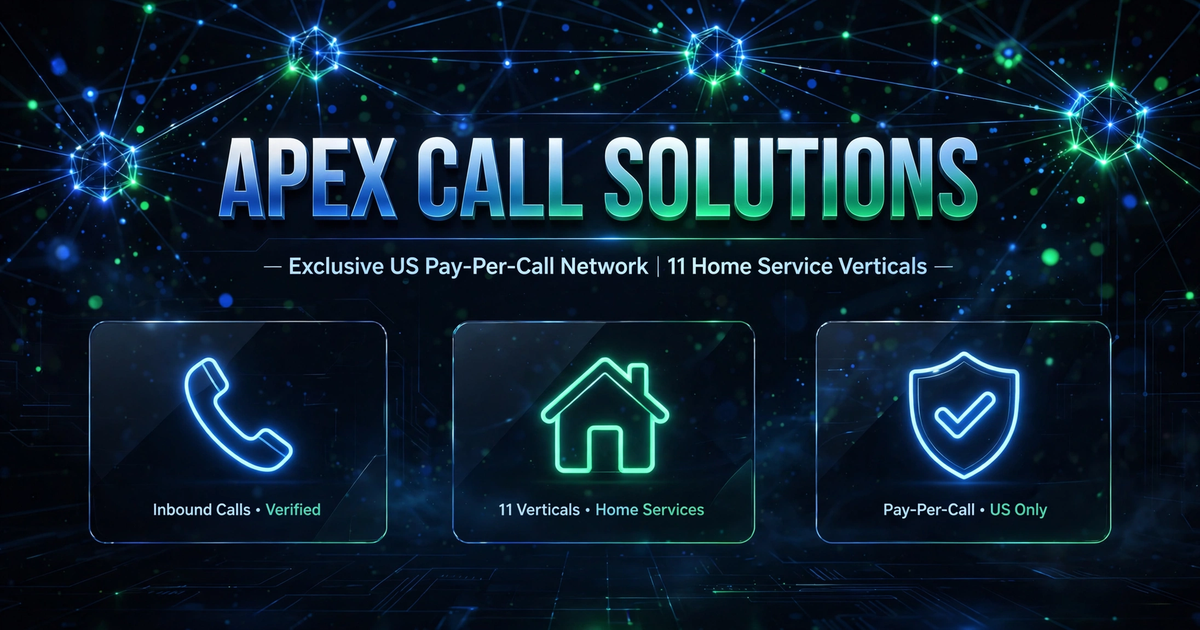 APEX CALL SOLUTIONS
— Exclusive US Pay-Per-Call Network | 11 Home Service Verticals —
Inbound Calls • Verified
11 Verticals • Home Services
Pay-Per-Call • US Only